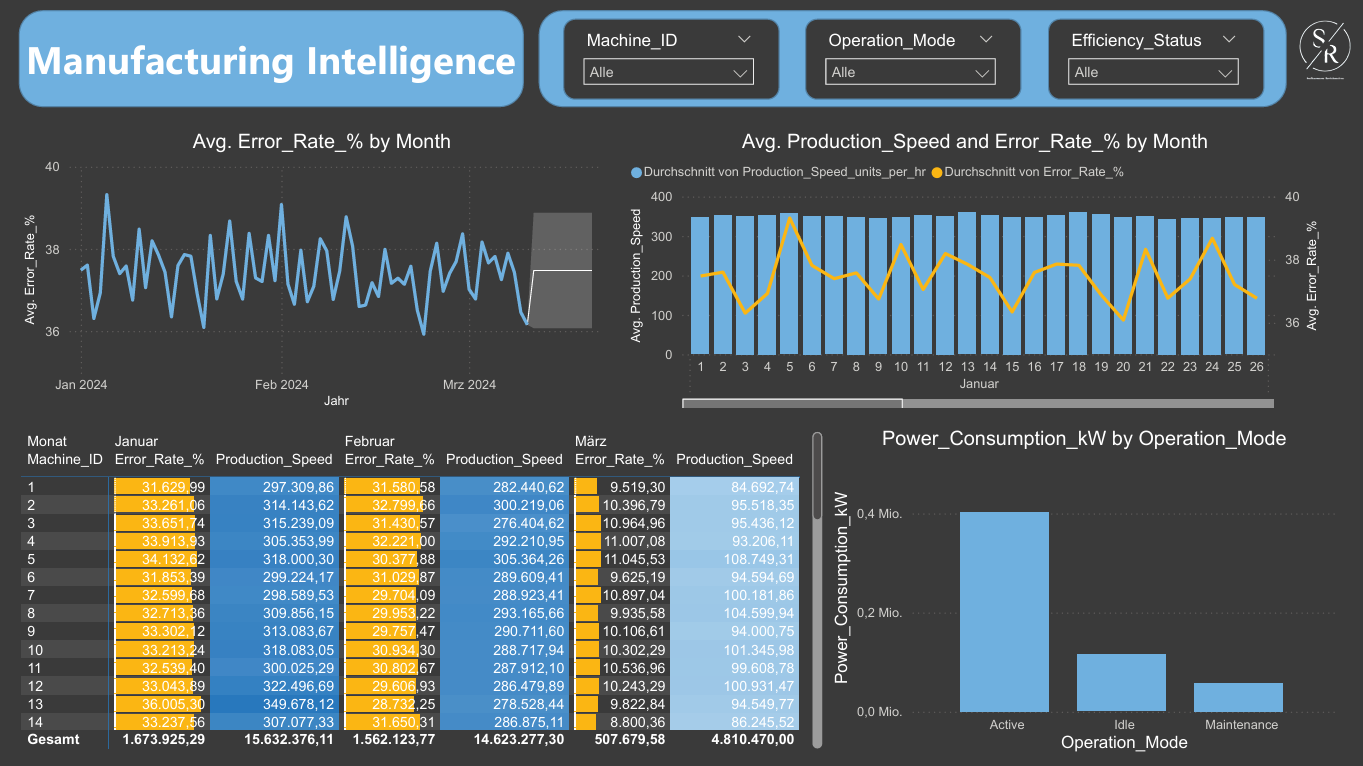 Manufacturing Intelligence
Machine_ID
Alle
Operation_Mode
Alle
Efficiency_Status
Alle
S
R
Avg. Error_Rate_% by Month
40
38
36
Avg. Error_Rate_%
Jan 2024 Feb 2024 Mrz 2024
Jahr
Avg. Production_Speed and Error_Rate_% by Month
Durchschnitt von Production_Speed_units_per_hr Durchschnitt von Error_Rate_%
400
300
200
100
0
Avg. Production_Speed
40
38
36
Avg. Error_Rate_%
1 2 3 4 5 6 7 8 9 10 11 12 13 14 15 16 17 18 19 20 21 22 23 24 25 26
Januar
Monat Januar Februar März
Machine_ID Error_Rate_% Production_Speed Error_Rate_% Production_Speed Error_Rate_% Production_Speed
1 31.629,99 297.309,86 31.580,58 282.440,62 9.519,30 84.692,74
2 33.261,06 314.143,62 32.799,66 300.219,06 10.396,79 95.518,35
3 33.651,74 315.239,09 31.430,57 276.404,62 10.964,96 95.436,12
4 33.913,93 305.353,99 32.221,00 292.210,95 11.007,08 93.206,11
5 34.132,62 318.000,30 30.377,88 305.364,26 11.045,53 108.749,31
6 31.853,39 299.224,17 31.029,87 289.609,41 9.625,19 94.594,69
7 32.599,68 298.589,53 29.704,09 288.923,41 10.897,04 100.181,86
8 32.713,36 309.856,15 29.953,22 293.165,66 9.935,58 104.599,94
9 33.302,12 313.083,67 29.757,47 290.711,60 10.106,61 94.000,75
10 33.213,24 318.083,05 30.934,30 288.717,94 10.302,29 101.345,98
11 32.539,40 300.025,29 30.802,67 287.912,10 10.536,96 99.608,78
12 33.043,89 322.496,69 29.606,93 286.479,89 10.243,29 100.931,47
13 36.005,30 349.678,12 28.732,25 278.528,44 9.822,84 94.549,77
14 33.237,56 307.077,33 31.650,31 286.875,11 8.800,36 86.245,52
Gesamt 1.673.925,29 15.632.376,11 1.562.123,77 14.623.277,30 507.679,58 4.810.470,00
Power_Consumption_kW by Operation_Mode
0,4 Mio.
0,2 Mio.
0,0 Mio.
Power_Consumption_kW
Active Idle Maintenance
Operation_Mode